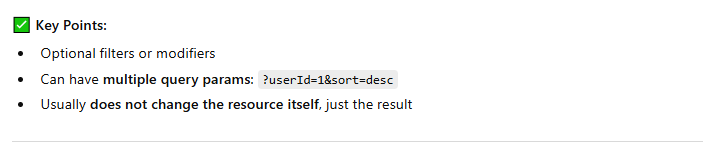 ✅ Key Points:
• Optional filters or modifiers
• Can have multiple query params: ?userId=1&sort=desc
• Usually does not change the resource itself, just the result